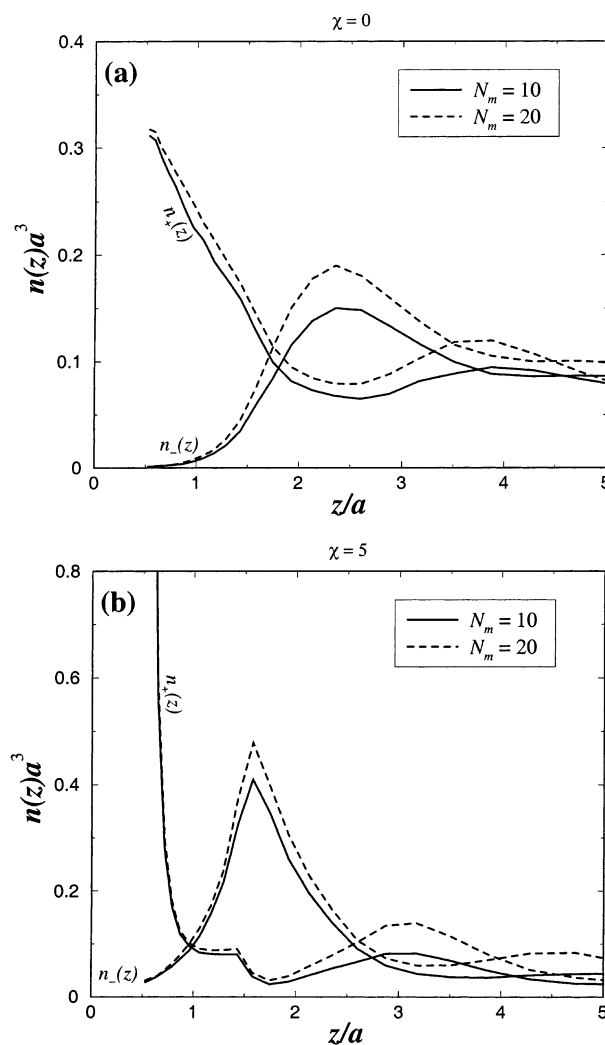 χ = 0
(a)
N_m = 10
N_m = 20
n_+(z)
n_-(z)
n(z)a^3
0.4
0.3
0.2
0.1
0
0 1 2 3 4 5
z/a
χ = 5
(b)
N_m = 10
N_m = 20
n_+(z)
n_-(z)
n(z)a^3
0.8
0.6
0.4
0.2
0
0 1 2 3 4 5
z/a